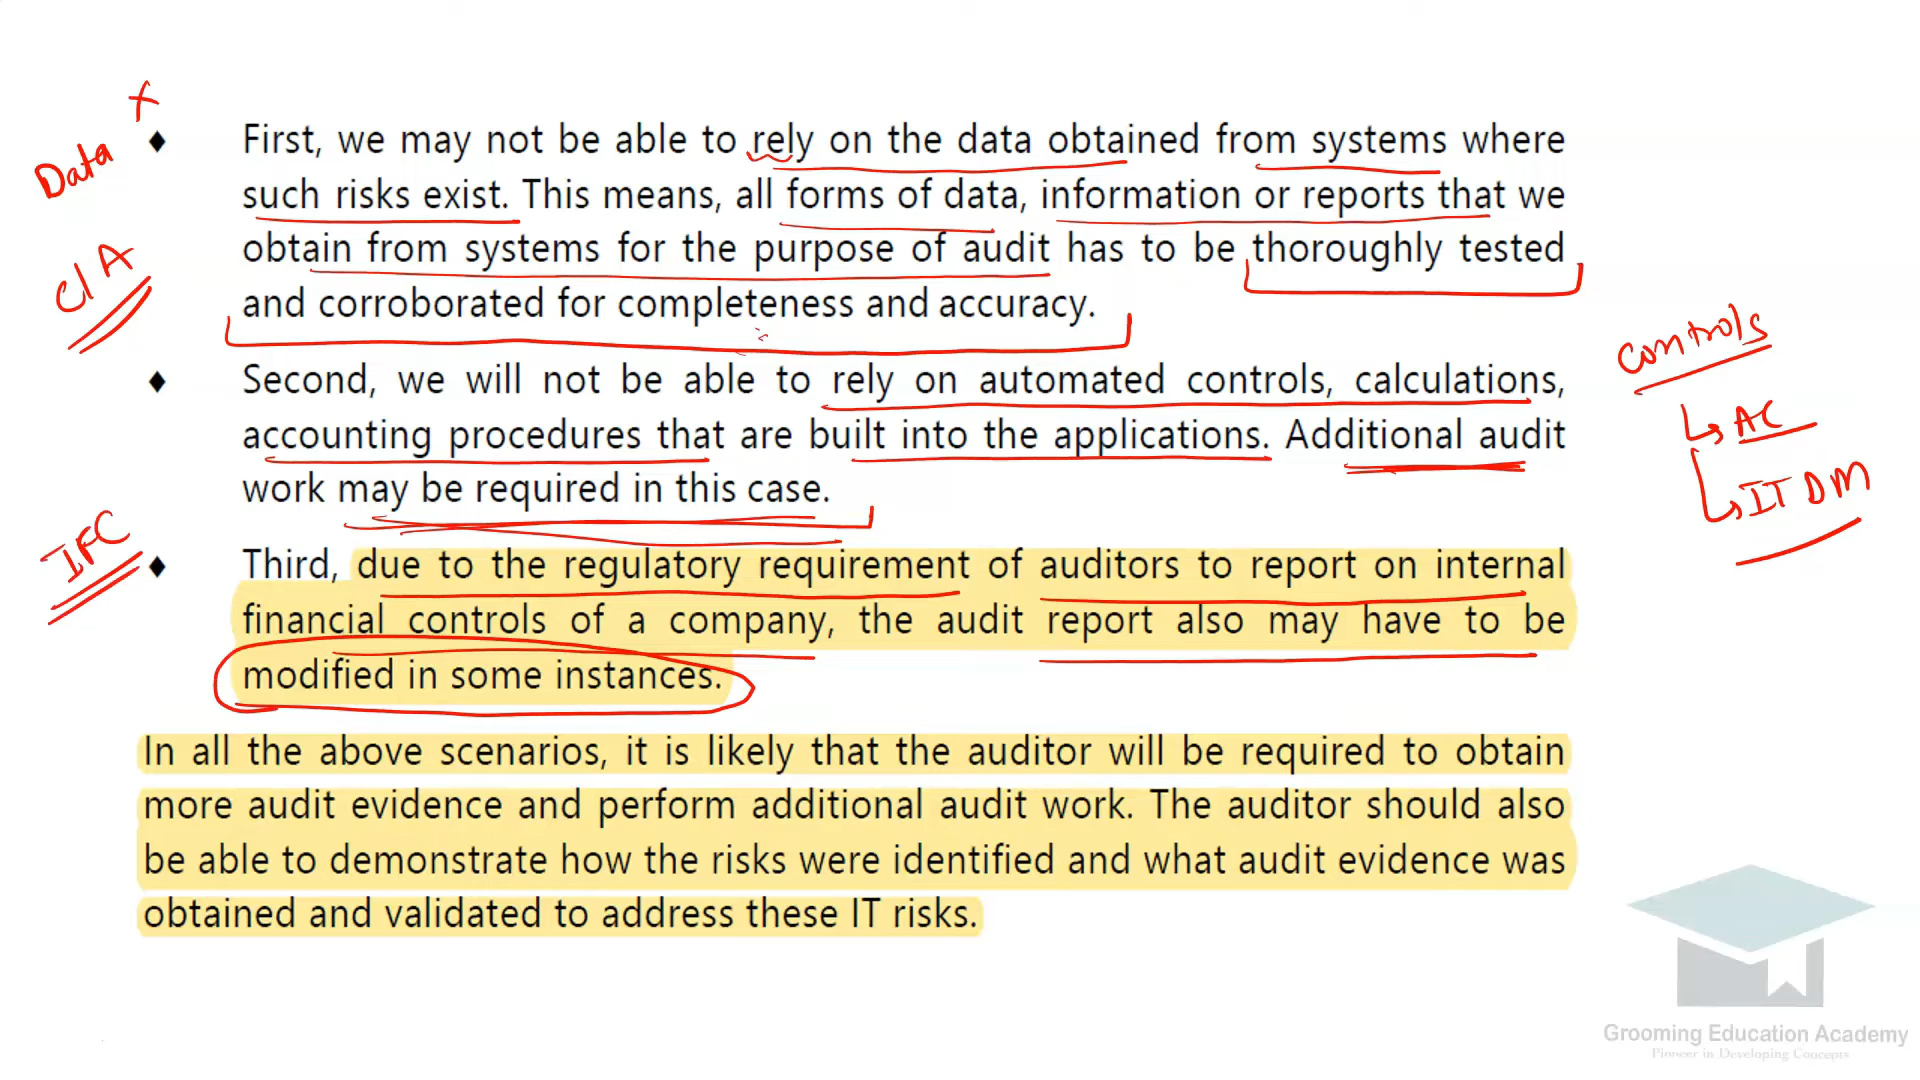 Data
♦ First, we may not be able to rely on the data obtained from systems where
such risks exist. This means, all forms of data, information or reports that we
obtain from systems for the purpose of audit has to be thoroughly tested
and corroborated for completeness and accuracy.
CIA
♦ Second, we will not be able to rely on automated controls, calculations,
accounting procedures that are built into the applications. Additional audit
work may be required in this case.
Controls
AC
ITDM
IFC
♦ Third, due to the regulatory requirement of auditors to report on internal
financial controls of a company, the audit report also may have to be
modified in some instances.
In all the above scenarios, it is likely that the auditor will be required to obtain
more audit evidence and perform additional audit work. The auditor should also
be able to demonstrate how the risks were identified and what audit evidence was
obtained and validated to address these IT risks.
Grooming Education Academy
Pioneer in Developing Concepts